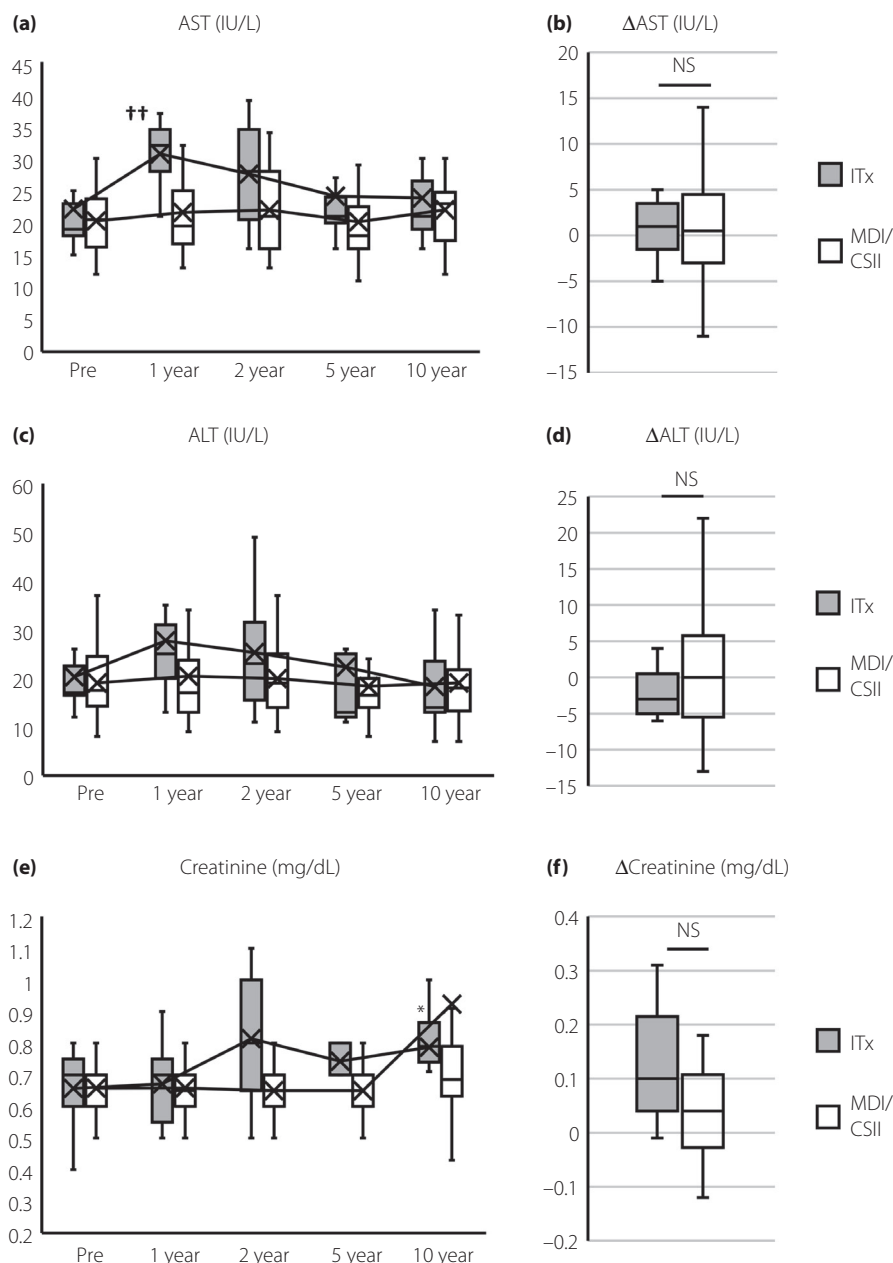 (a) AST (IU/L)
45
40
35
30
25
20
15
10
5
0
††
Pre 1 year 2 year 5 year 10 year
(b) ΔAST (IU/L)
20
15
10
5
0
−5
−10
−15
NS
ITx
MDI/
CSII
(c) ALT (IU/L)
60
50
40
30
20
10
0
Pre 1 year 2 year 5 year 10 year
(d) ΔALT (IU/L)
25
20
15
10
5
0
−5
−10
−15
NS
ITx
MDI/
CSII
(e) Creatinine (mg/dL)
1.2
1.1
1
0.9
0.8
0.7
0.6
0.5
0.4
0.3
0.2
*
Pre 1 year 2 year 5 year 10 year
(f) ΔCreatinine (mg/dL)
0.4
0.3
0.2
0.1
0
−0.1
−0.2
NS
ITx
MDI/
CSII